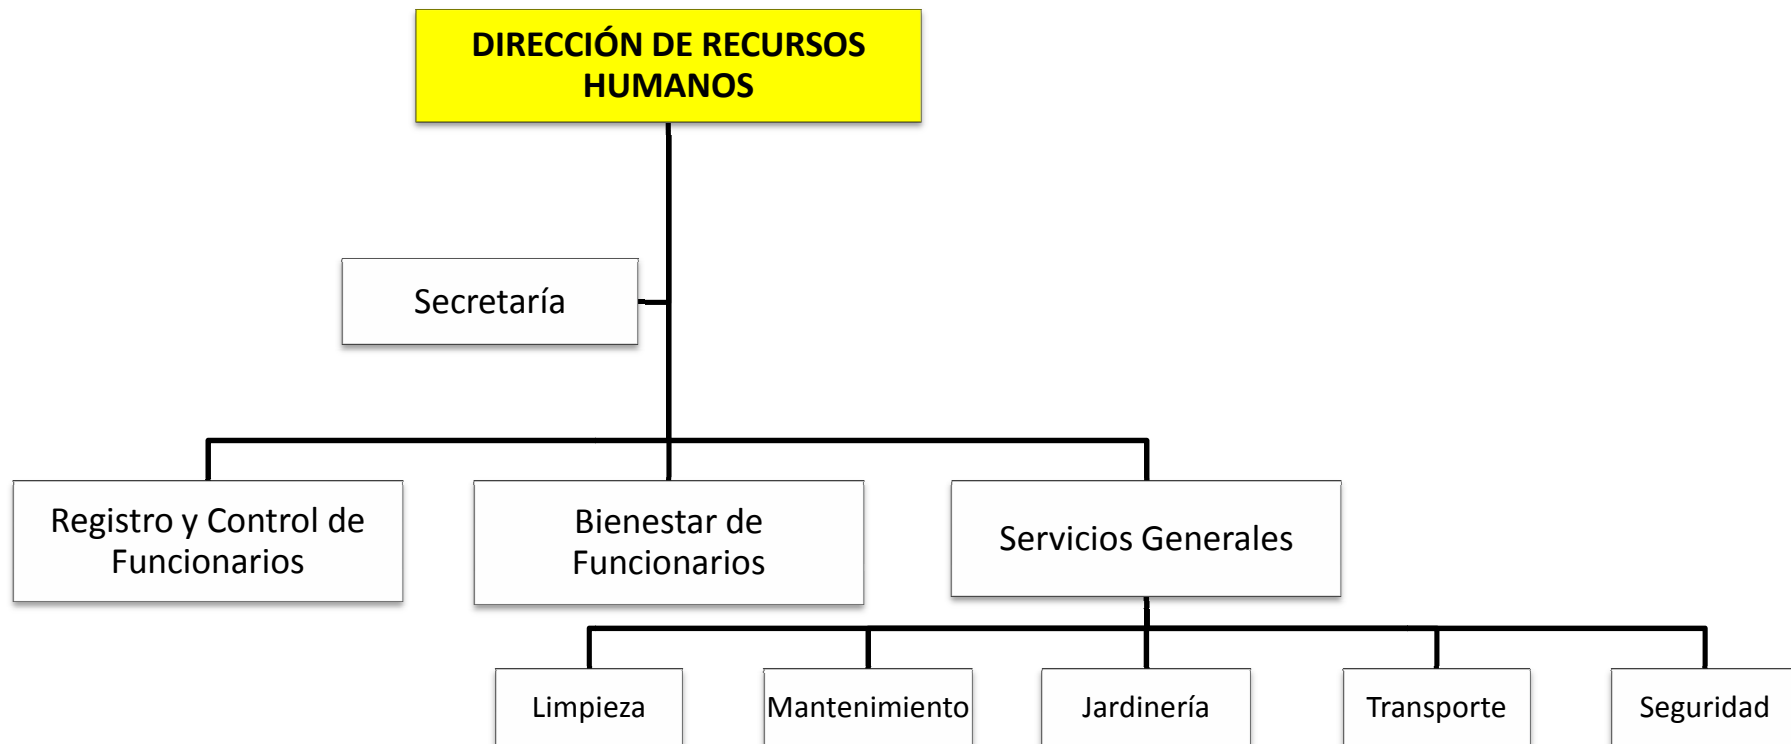 DIRECCIÓN DE RECURSOS
HUMANOS
Secretaría
Registro y Control de
Funcionarios
Bienestar de
Funcionarios
Servicios Generales
Limpieza
Mantenimiento
Jardinería
Transporte
Seguridad